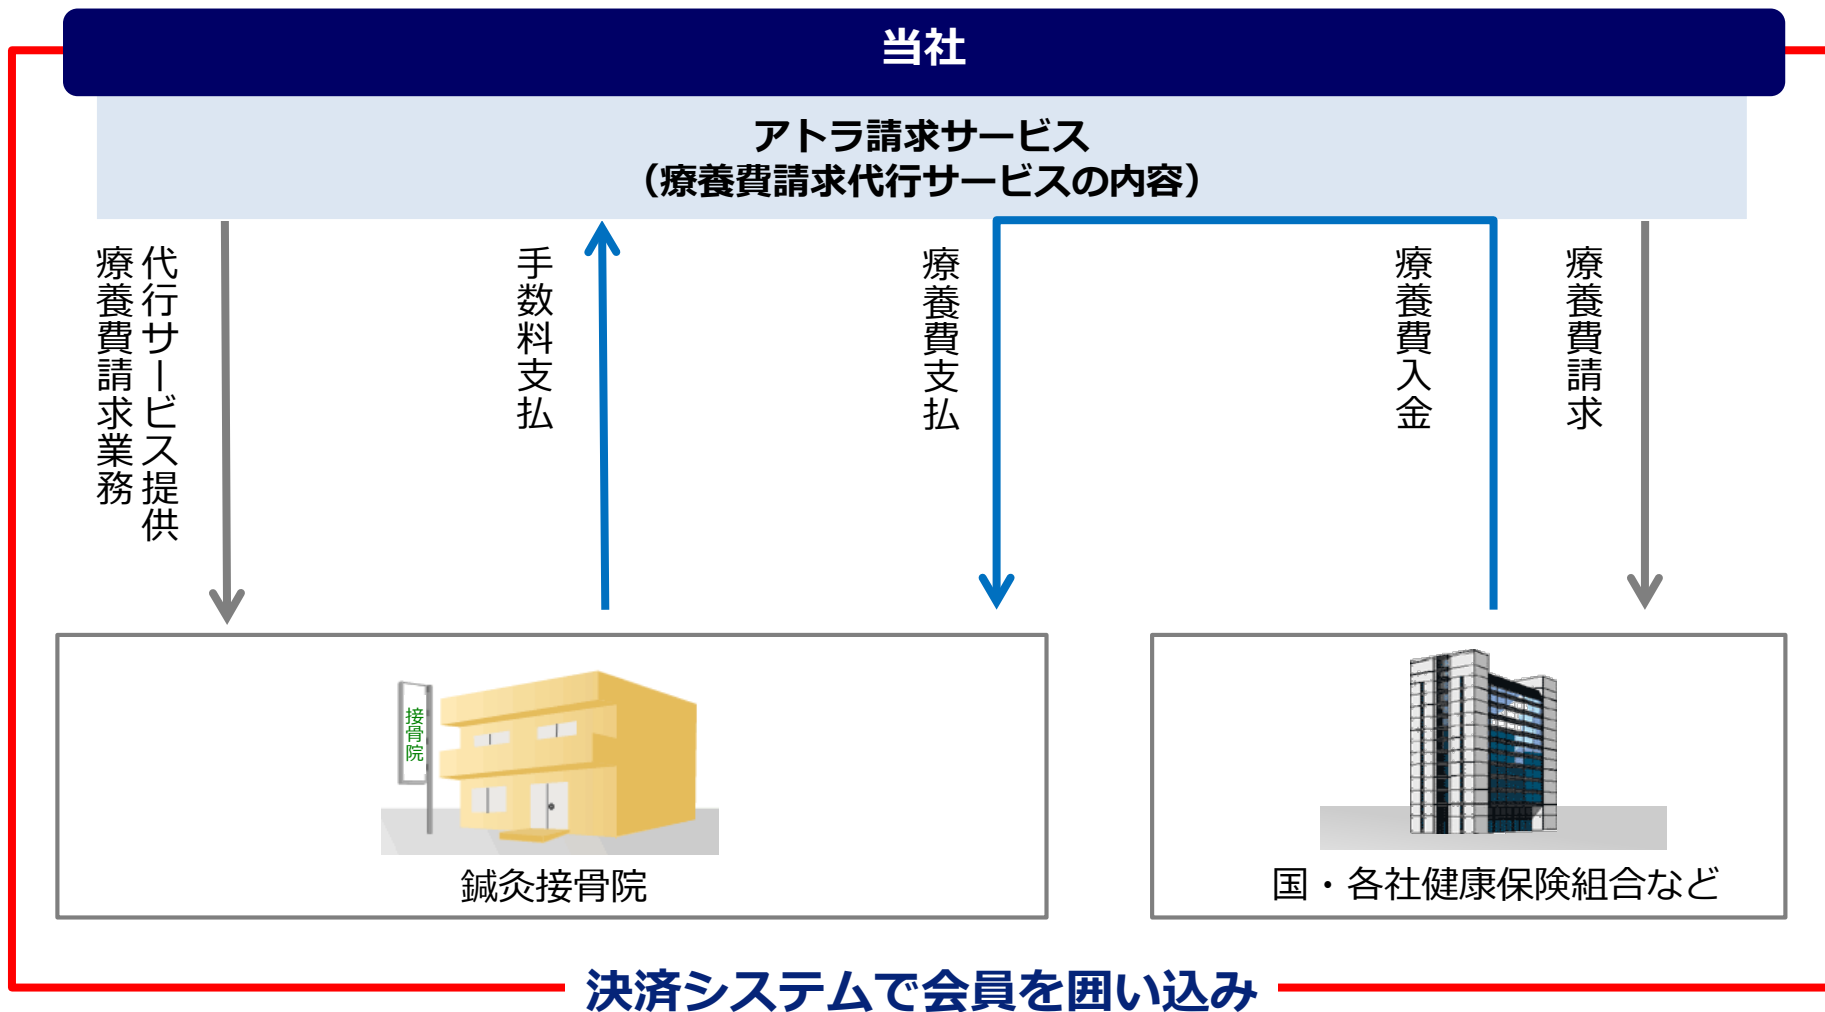 当社
アトラ請求サービス
（療養費請求代行サービスの内容）
療養費請求業務
代行サービス提供
手数料支払
療養費支払
療養費入金
療養費請求
接骨院
鍼灸接骨院
国・各社健康保険組合など
決済システムで会員を囲い込み